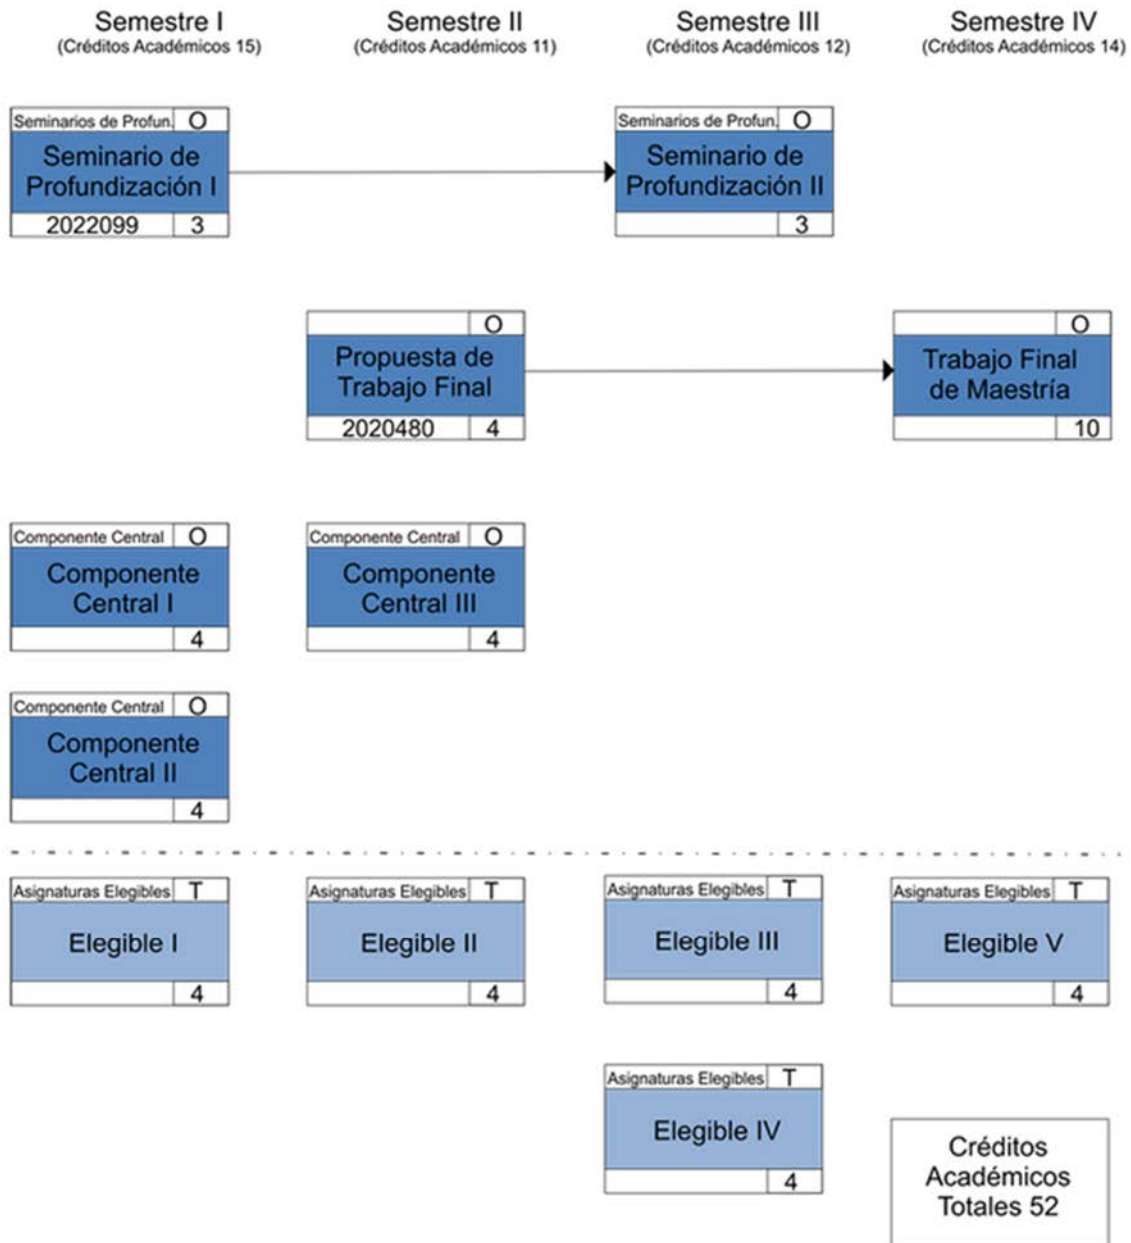 Semestre I
(Créditos Académicos 15)
Semestre II
(Créditos Académicos 11)
Semestre III
(Créditos Académicos 12)
Semestre IV
(Créditos Académicos 14)
Seminarios de Profun. O
Seminario de
Profundización I
2022099 3
Seminarios de Profun. O
Seminario de
Profundización II
3
O
Propuesta de
Trabajo Final
2020480 4
O
Trabajo Final
de Maestría
10
Componente Central O
Componente
Central I
4
Componente Central O
Componente
Central III
4
Componente Central O
Componente
Central II
4
Asignaturas Elegibles T
Elegible I
4
Asignaturas Elegibles T
Elegible II
4
Asignaturas Elegibles T
Elegible III
4
Asignaturas Elegibles T
Elegible V
4
Asignaturas Elegibles T
Elegible IV
4
Créditos
Académicos
Totales 52